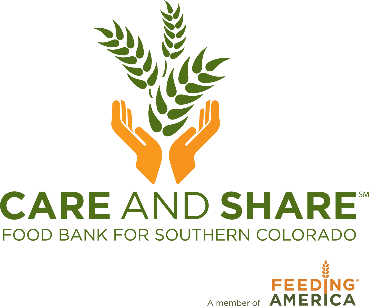 CARE AND SHARE℠
FOOD BANK FOR SOUTHERN COLORADO
A member of
FEEDING
AMERICA